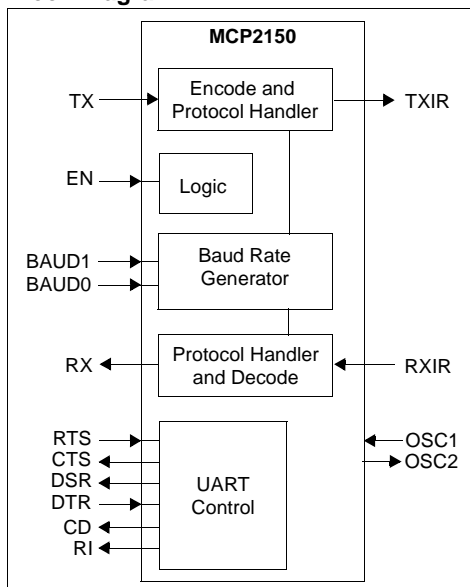 MCP2150
TX
Encode and
Protocol Handler
TXIR
EN
Logic
BAUD1
BAUD0
Baud Rate
Generator
RX
Protocol Handler
and Decode
RXIR
RTS
CTS
DSR
DTR
CD
RI
UART
Control
OSC1
OSC2